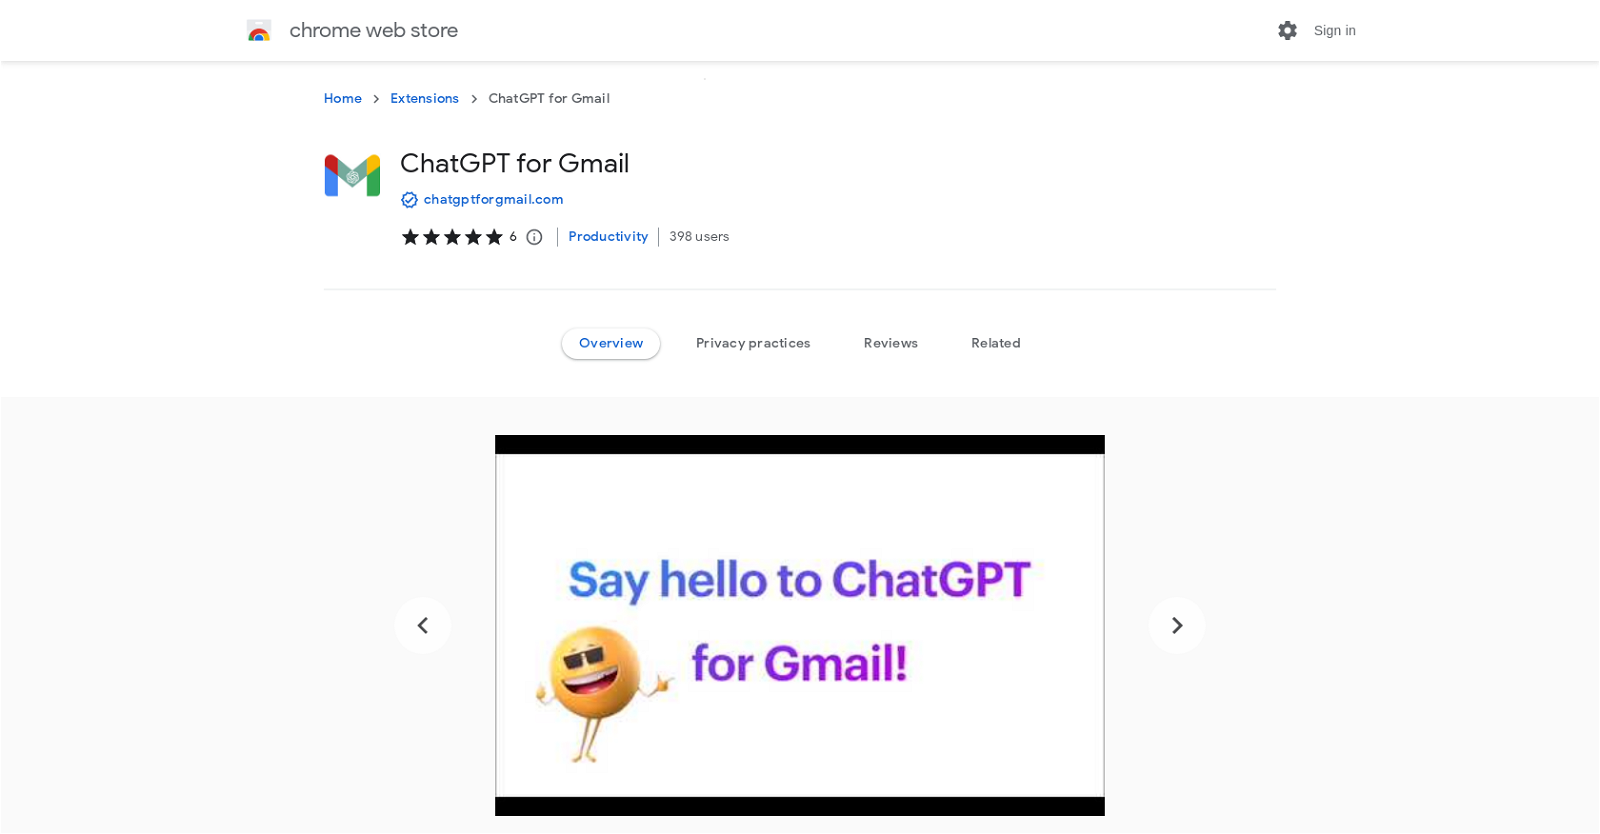 chrome web store
Sign in
Home > Extensions > ChatGPT for Gmail
ChatGPT for Gmail
chatgptforgmail.com
6 Productivity 398 users
Overview Privacy practices Reviews Related
Say hello to ChatGPT
for Gmail!